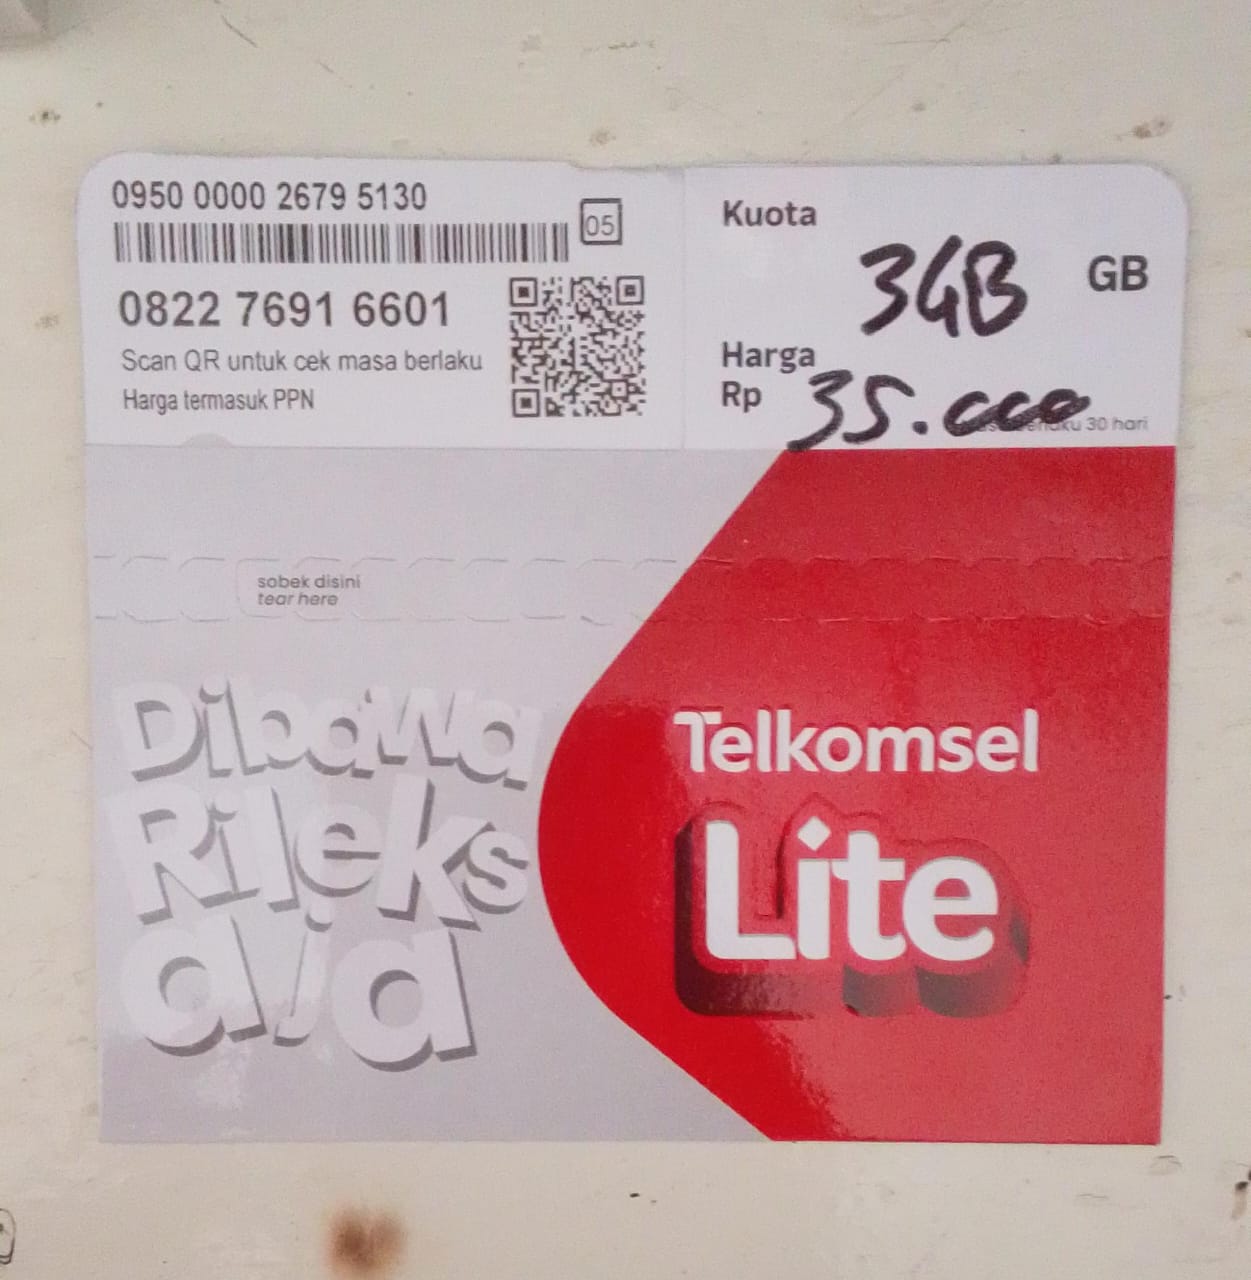 0950 0000 2679 5130
05
0822 7691 6601
Scan QR untuk cek masa berlaku
Harga termasuk PPN
Kuota
3GB GB
Harga
Rp 35.000
30 hari
sobek disini
tear here
Dibawa
Rileks
aja
Telkomsel
Lite